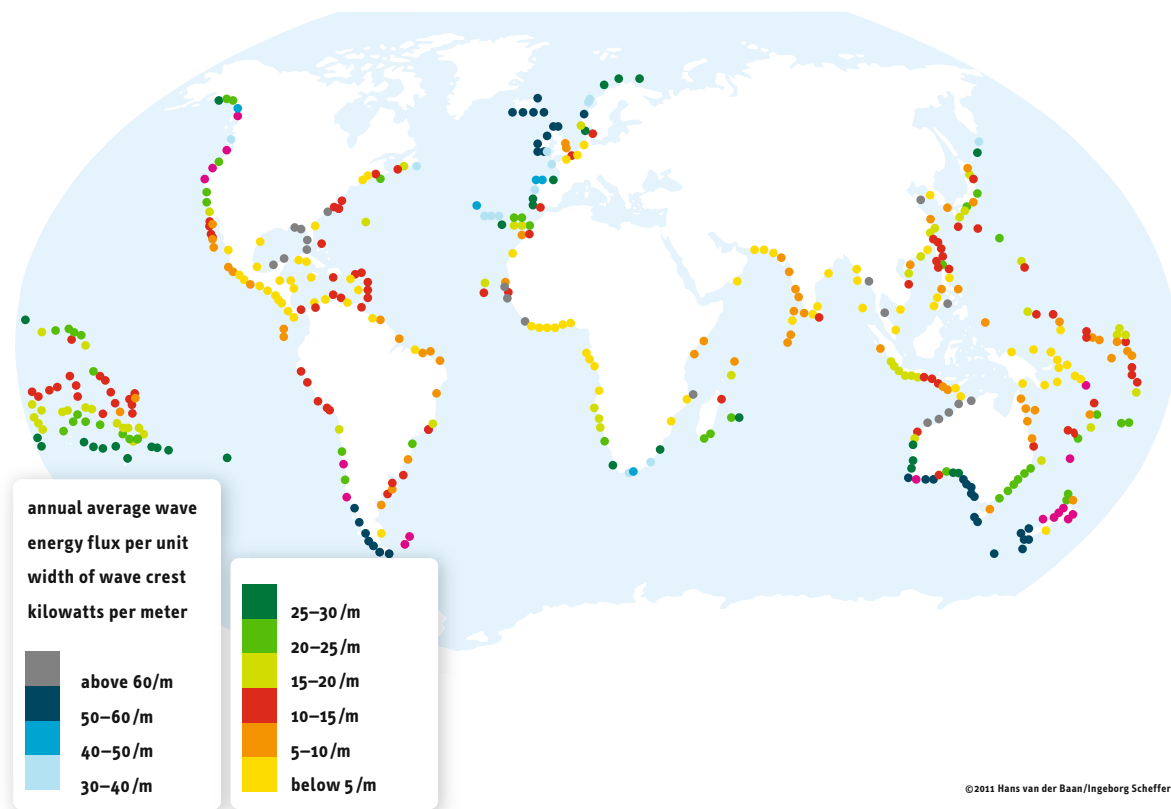 annual average wave
energy flux per unit
width of wave crest
kilowatts per meter
above 60/m
50–60/m
40–50/m
30–40/m
25–30/m
20–25/m
15–20/m
10–15/m
5–10/m
below 5/m
©2011 Hans van der Baan/Ingeborg Scheffer